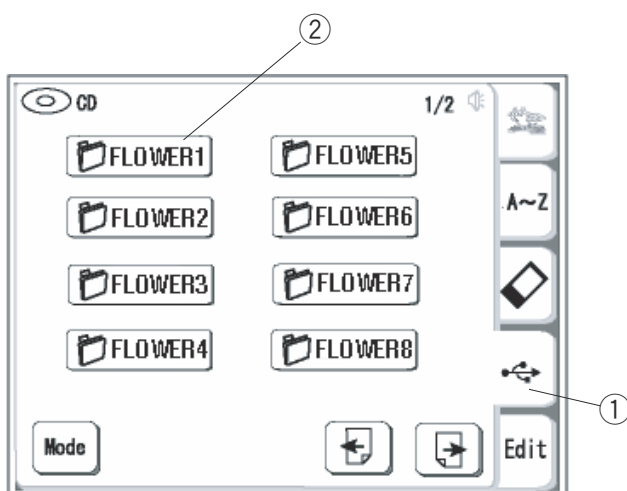 ②
CD 1/2
FLOWER1 FLOWER5
A~Z
FLOWER2 FLOWER6
FLOWER3 FLOWER7
FLOWER4 FLOWER8
①
Mode Edit